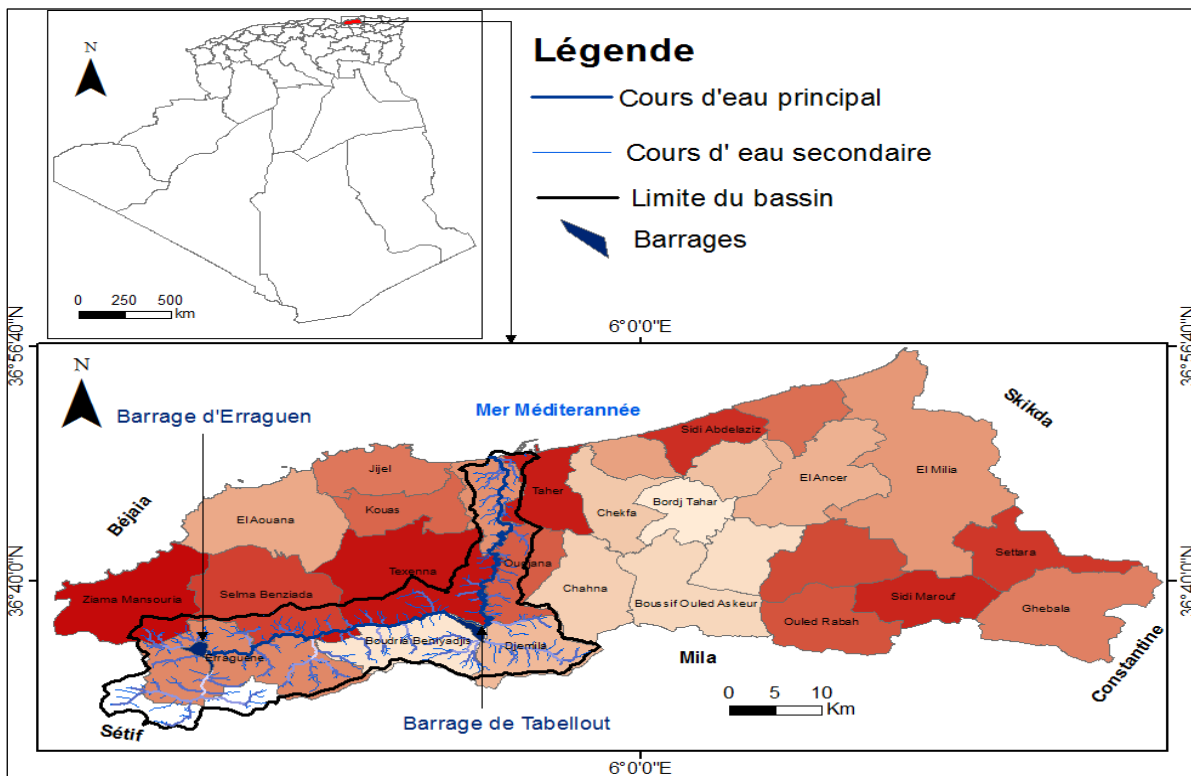 N
0 250 500
km
Légende
Cours d'eau principal
Cours d' eau secondaire
Limite du bassin
Barrages
6°0'0"E
36°56'40"N
36°56'40"N
N
Barrage d'Erraguen
Mer Méditerannée
Skikda
Sidi Abdelaziz
Jijel
El Milia
El Ancer
Taher
Bordj Tahar
Kouas
Chekfa
El Aouana
Béjaia
Settara
Oudjana
Texenna
36°40'0"N
36°40'0"N
Chahna
Selma Benziada
Ziama Mansouria
Sidi Marouf
Boussif Ouled Askeur
Ghebala
Ouled Rabah
Boudria Beniyadjis
Djemila
Erraguene
Mila
Constantine
0 5 10
Km
Barrage de Tabellout
Sétif
6°0'0"E